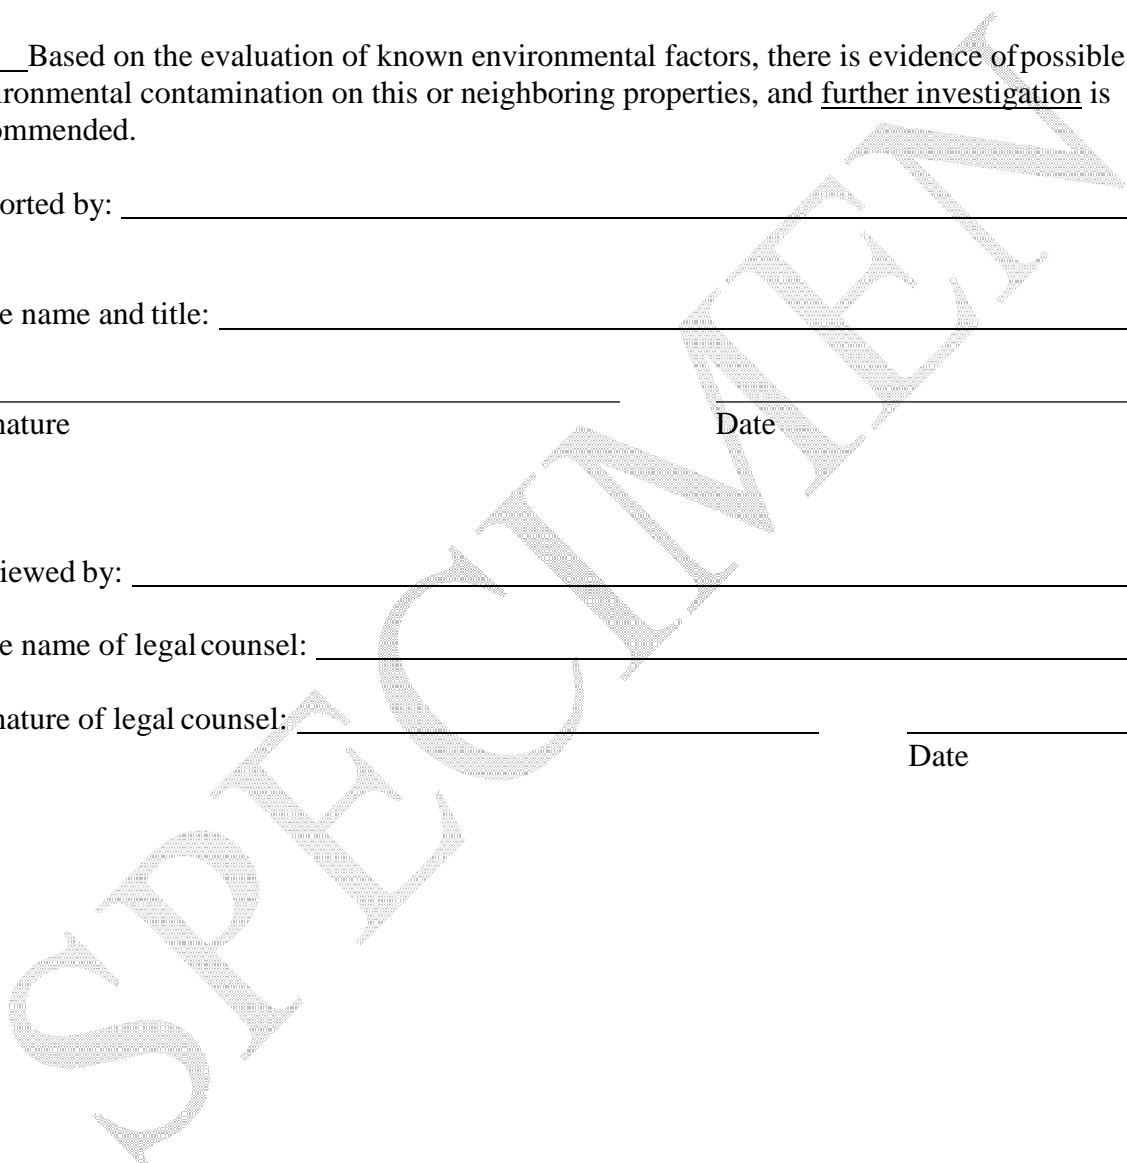 Based on the evaluation of known environmental factors, there is evidence of possible
ironmental contamination on this or neighboring properties, and further investigation is
ommended.
orted by:
e name and title:
nature Date
iewed by:
e name of legal counsel:
nature of legal counsel:
Date
SPECIMEN